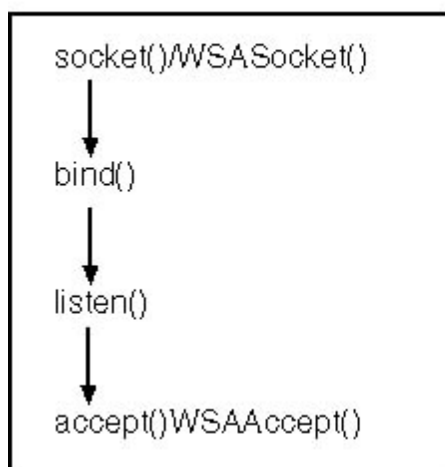 socket()/WSASocket()
bind()
listen()
accept()WSAAccept()